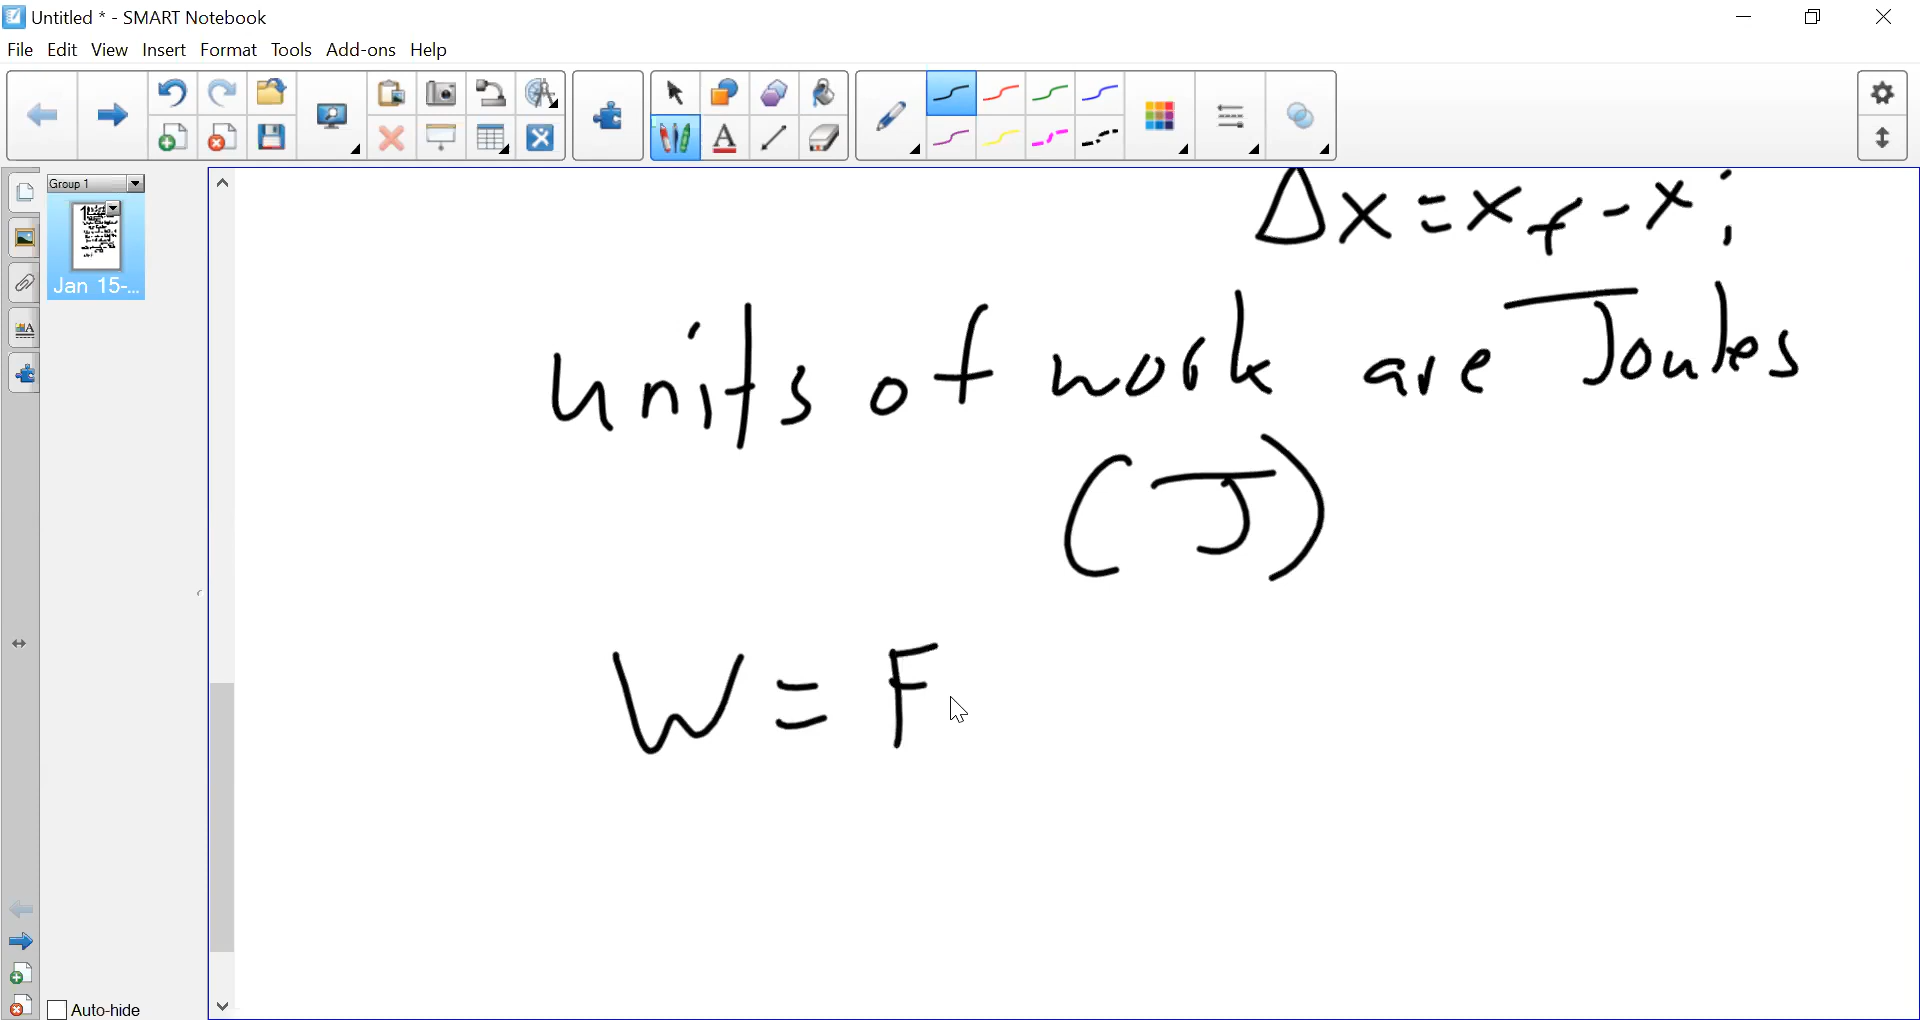 Untitled * - SMART Notebook
File Edit View Insert Format Tools Add-ons Help
Group 1
Jan 15-...
Δx = xf - xi
units of work are Joules
(J)
W = F
Auto-hide